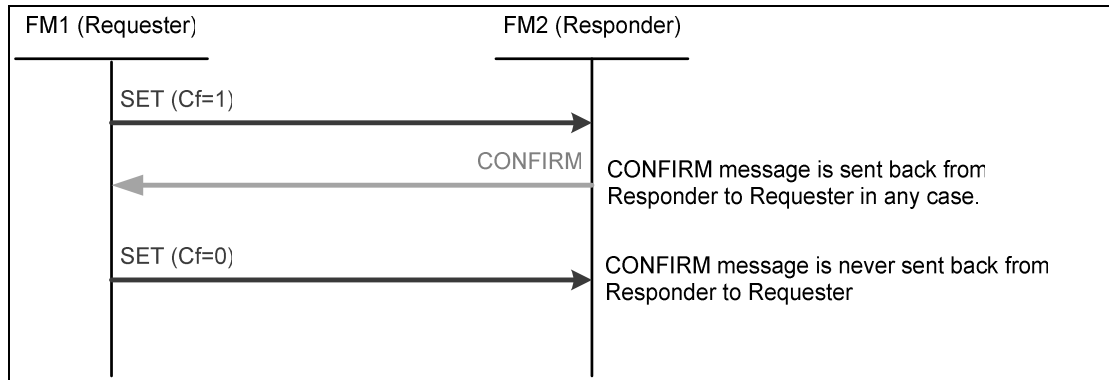 FM1 (Requester)
FM2 (Responder)
SET (Cf=1)
CONFIRM
CONFIRM message is sent back from
Responder to Requester in any case.
SET (Cf=0)
CONFIRM message is never sent back from
Responder to Requester